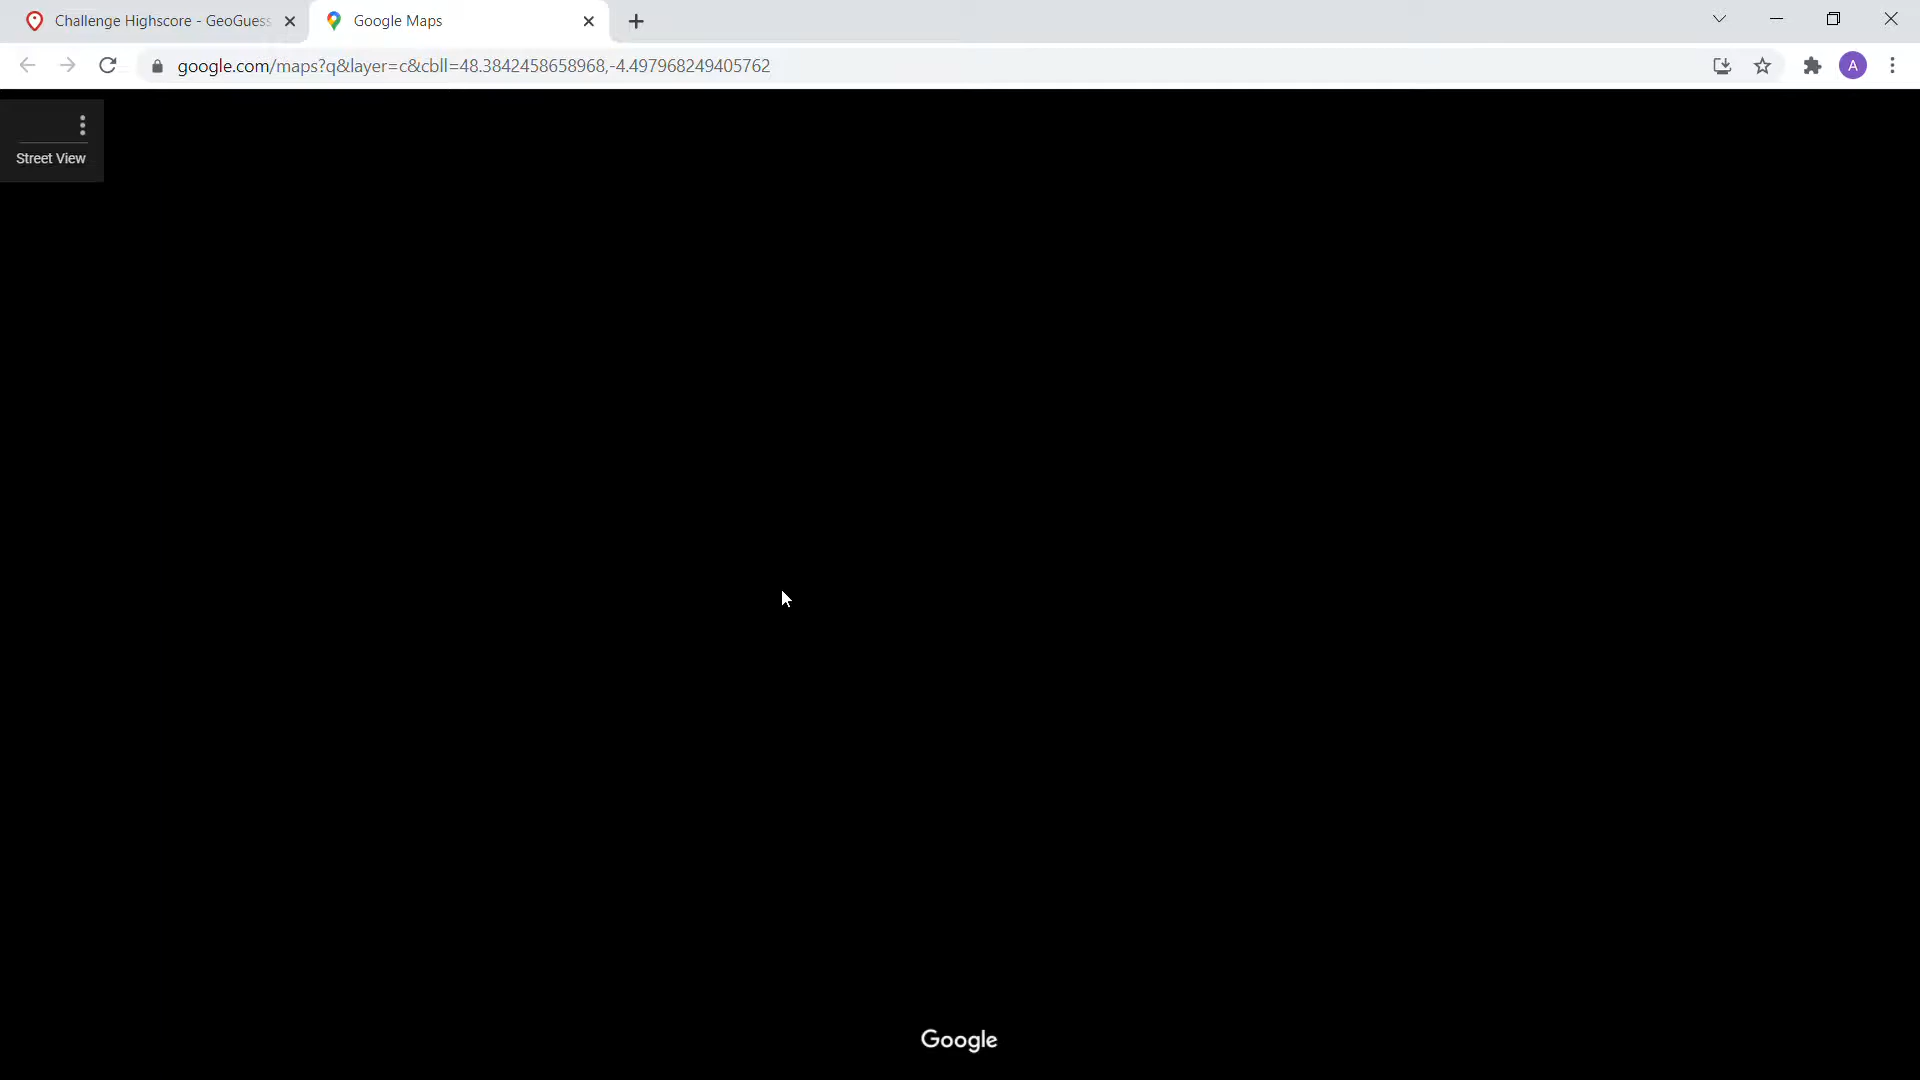 Challenge Highscore - GeoGuess
Google Maps
google.com/maps?q&layer=c&cbll=48.3842458658968,-4.497968249405762
A
Street View
Google